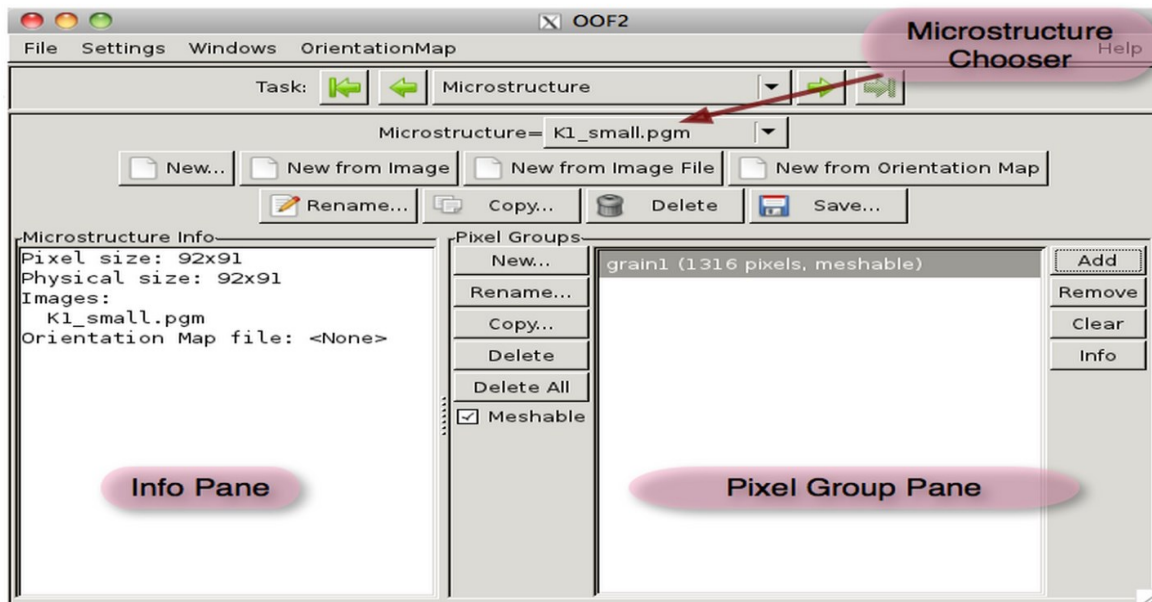 OOF2
File Settings Windows OrientationMap Help
Microstructure
Chooser
Task: Microstructure
Microstructure= K1_small.pgm
New... New from Image New from Image File New from Orientation Map
Rename... Copy... Delete Save...
Microstructure Info
Pixel size: 92x91
Physical size: 92x91
Images:
K1_small.pgm
Orientation Map file: <None>
Info Pane
Pixel Groups
New...
Rename...
Copy...
Delete
Delete All
Meshable
grain1 (1316 pixels, meshable)
Pixel Group Pane
Add
Remove
Clear
Info